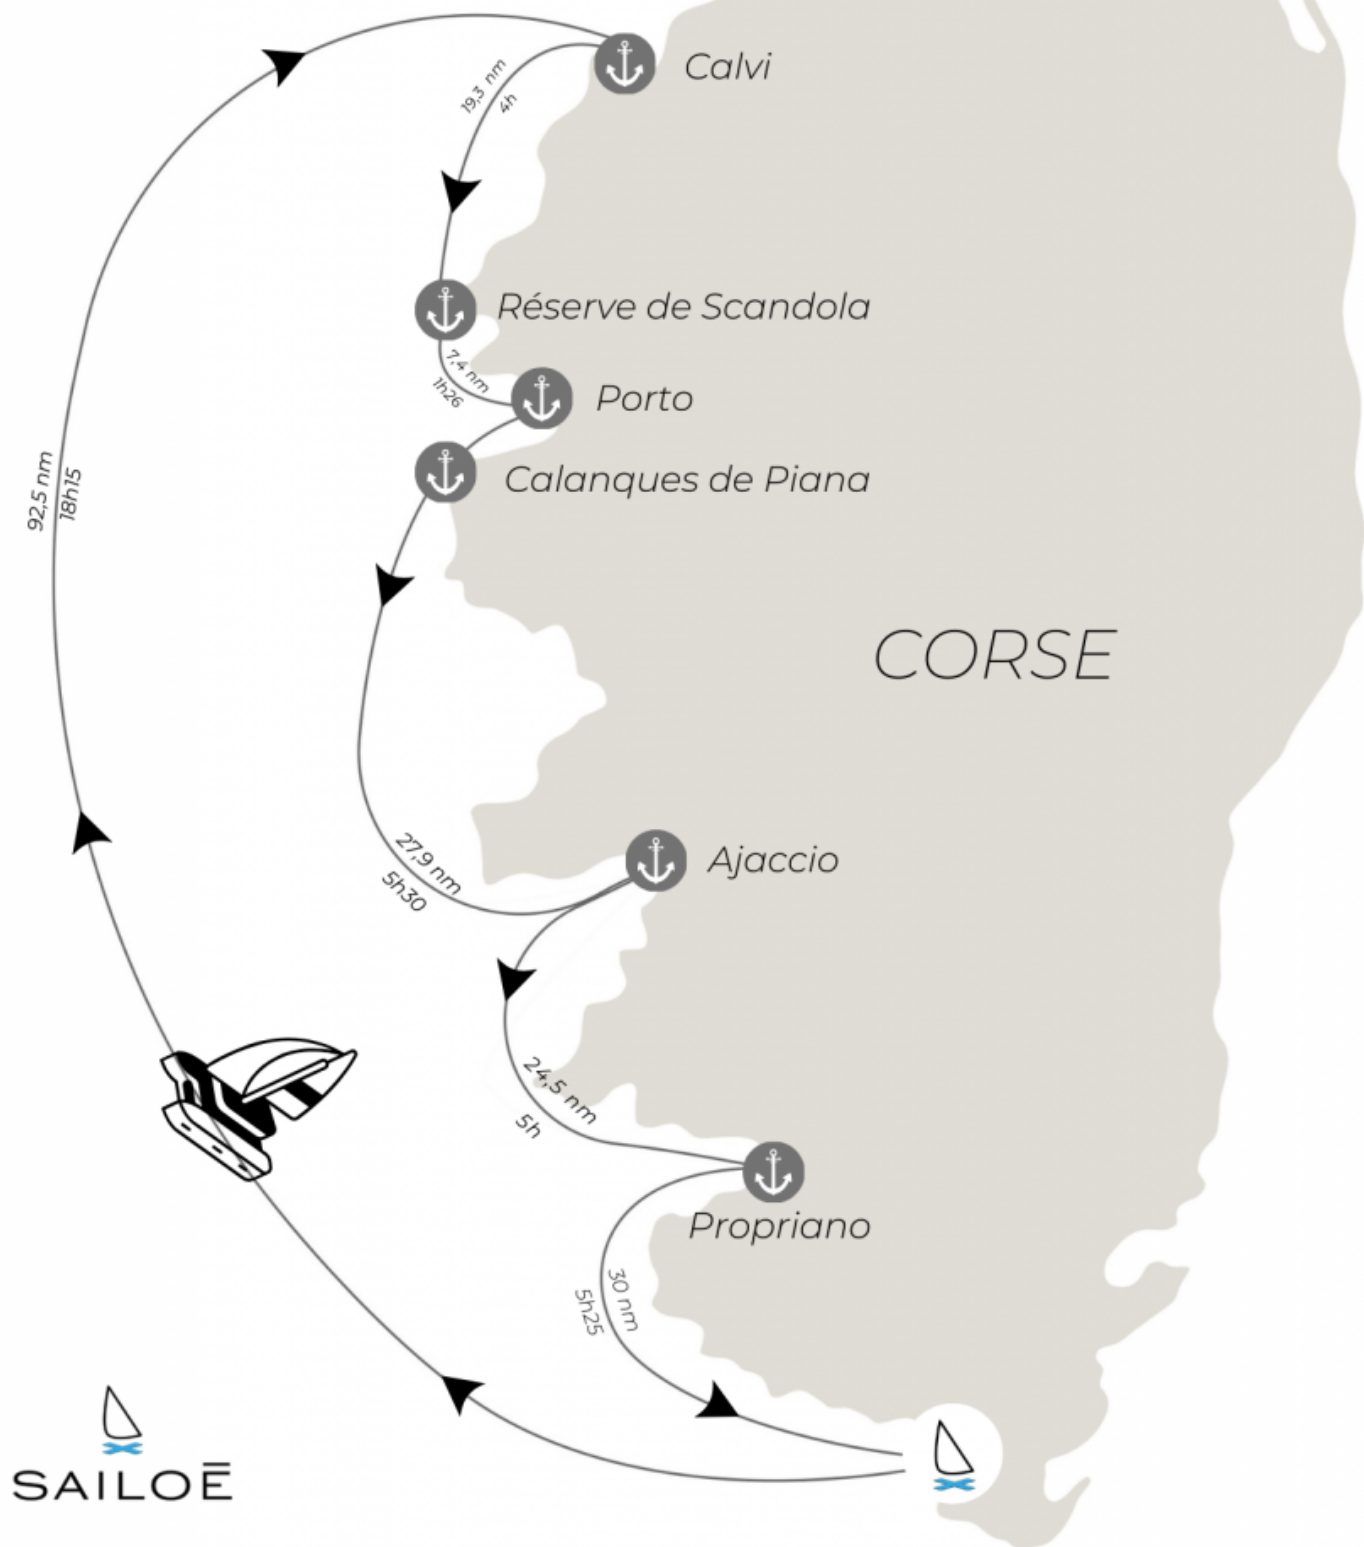 Calvi
19,3 nm
4h
Réserve de Scandola
7,4 nm
1h26
Porto
Calanques de Piana
92,5 nm
18h15
CORSE
Ajaccio
27,9 nm
5h30
24,5 nm
5h
Propriano
30 nm
5h25
SAILOĒ